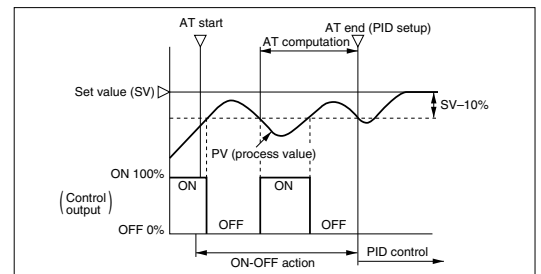 AT start
AT end (PID setup)
AT computation
Set value (SV)
SV–10%
PV (process value)
ON 100%
ON
ON
(Control output)
OFF
OFF
OFF 0%
PID control
ON-OFF action